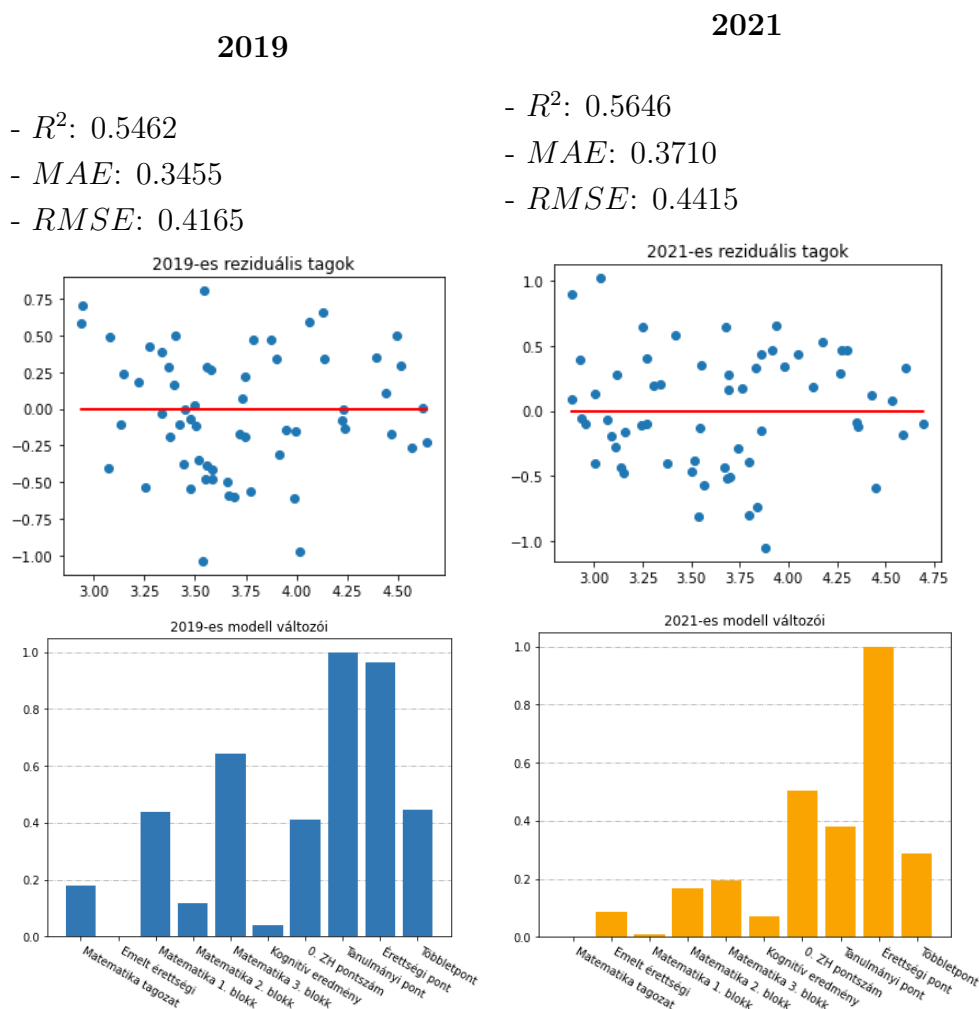 2019
- R²: 0.5462
- MAE: 0.3455
- RMSE: 0.4165
2019-es reziduális tagok
0.75
0.50
0.25
0.00
−0.25
−0.50
−0.75
−1.00
3.00 3.25 3.50 3.75 4.00 4.25 4.50
2019-es modell változói
1.0
0.8
0.6
0.4
0.2
0.0
Matematika tagozat
Emelt érettségi
Matematika 1. blokk
Matematika 2. blokk
Matematika 3. blokk
Kognitív eredmény
0. ZH pontszám
Tanulmányi pont
Érettségi pont
Többletpont
2021
- R²: 0.5646
- MAE: 0.3710
- RMSE: 0.4415
2021-es reziduális tagok
1.0
0.5
0.0
−0.5
−1.0
3.00 3.25 3.50 3.75 4.00 4.25 4.50 4.75
2021-es modell változói
1.0
0.8
0.6
0.4
0.2
0.0
Matematika tagozat
Emelt érettségi
Matematika 1. blokk
Matematika 2. blokk
Matematika 3. blokk
Kognitív eredmény
0. ZH pontszám
Tanulmányi pont
Érettségi pont
Többletpont